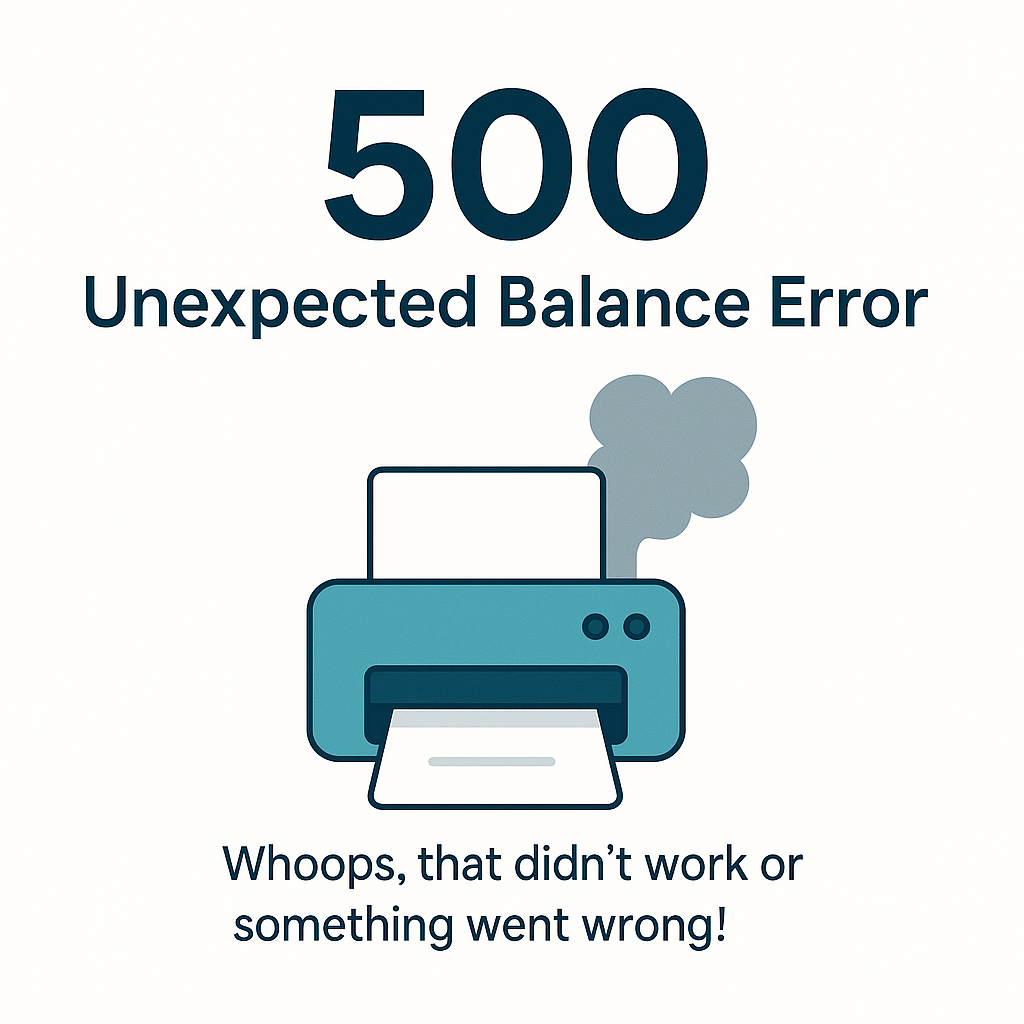 500
Unexpected Balance Error
Whoops, that didn’t work or
something went wrong!